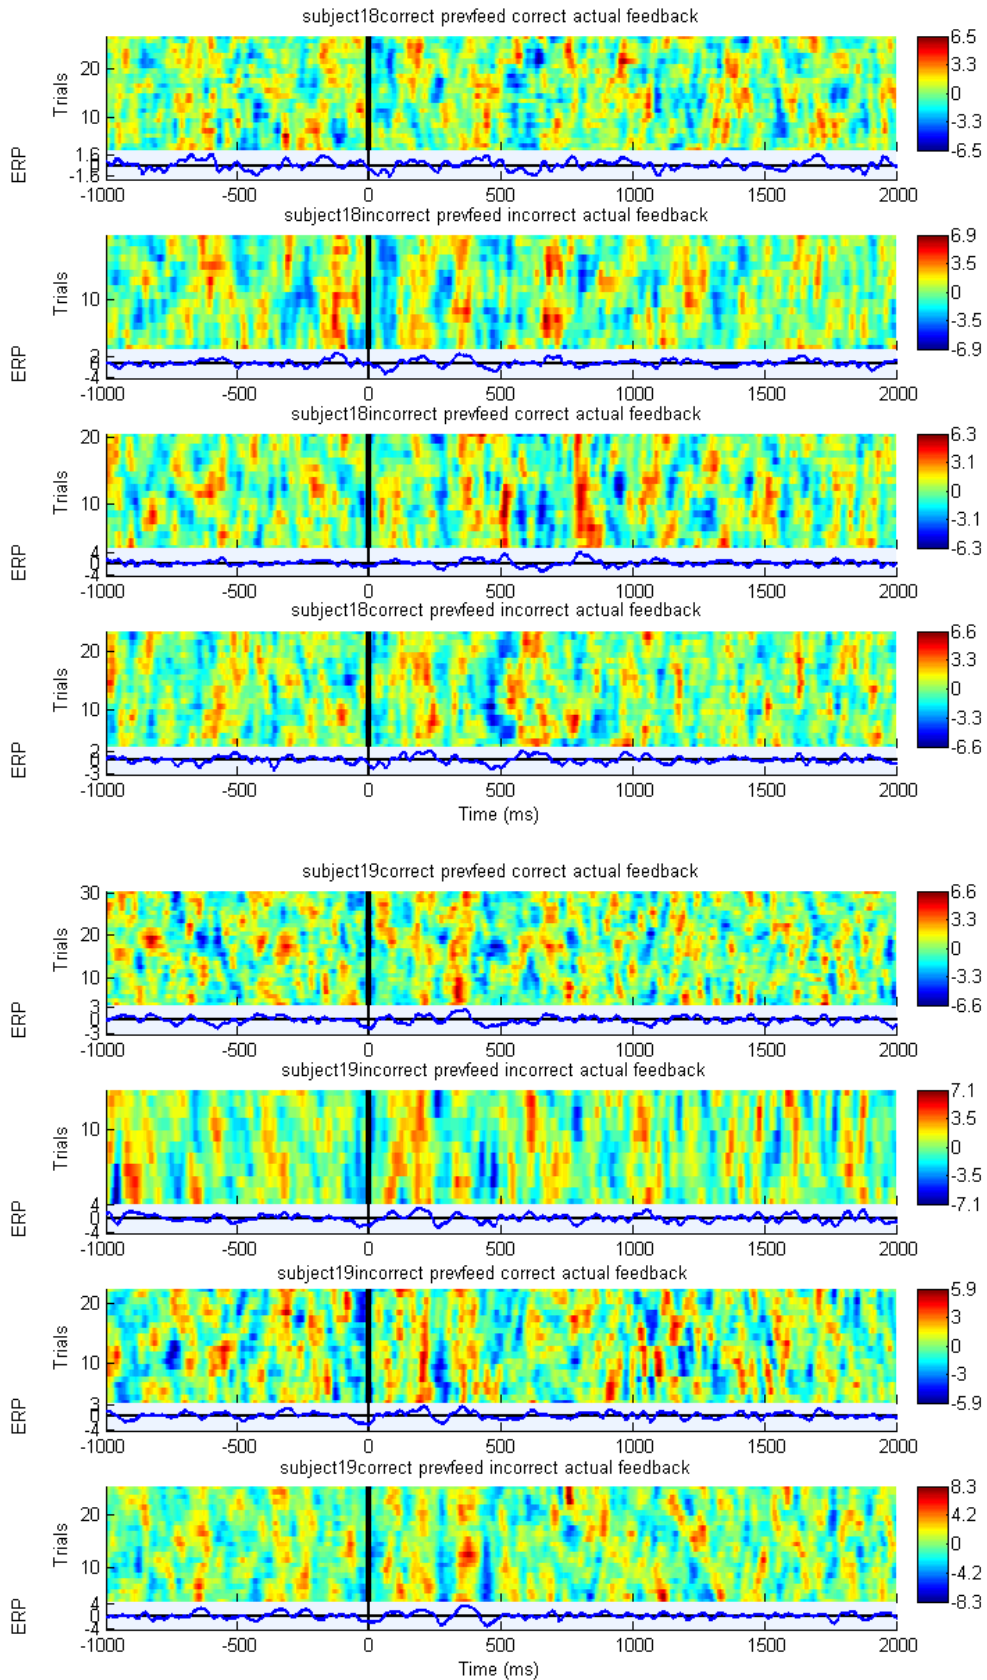 subject18correct prevfeed correct actual feedback
Trials
20
10
ERP
1.6
-1000 -500 0 500 1000 1500 2000
6.5
3.3
0
-3.3
-6.5
subject18incorrect prevfeed incorrect actual feedback
Trials
10
ERP
-4
-1000 -500 0 500 1000 1500 2000
6.9
3.5
0
-3.5
-6.9
subject18incorrect prevfeed correct actual feedback
Trials
20
10
ERP
4
0
-4
-1000 -500 0 500 1000 1500 2000
6.3
3.1
0
-3.1
-6.3
subject18correct prevfeed incorrect actual feedback
Trials
20
10
ERP
-3
-1000 -500 0 500 1000 1500 2000
Time (ms)
6.6
3.3
0
-3.3
-6.6
subject19correct prevfeed correct actual feedback
Trials
30
20
10
ERP
3
0
-3
-1000 -500 0 500 1000 1500 2000
6.6
3.3
0
-3.3
-6.6
subject19incorrect prevfeed incorrect actual feedback
Trials
10
ERP
4
0
-4
-1000 -500 0 500 1000 1500 2000
7.1
3.5
0
-3.5
-7.1
subject19incorrect prevfeed correct actual feedback
Trials
20
10
ERP
3
0
-4
-1000 -500 0 500 1000 1500 2000
5.9
3
0
-3
-5.9
subject19correct prevfeed incorrect actual feedback
Trials
20
10
ERP
4
0
-4
-1000 -500 0 500 1000 1500 2000
Time (ms)
8.3
4.2
0
-4.2
-8.3